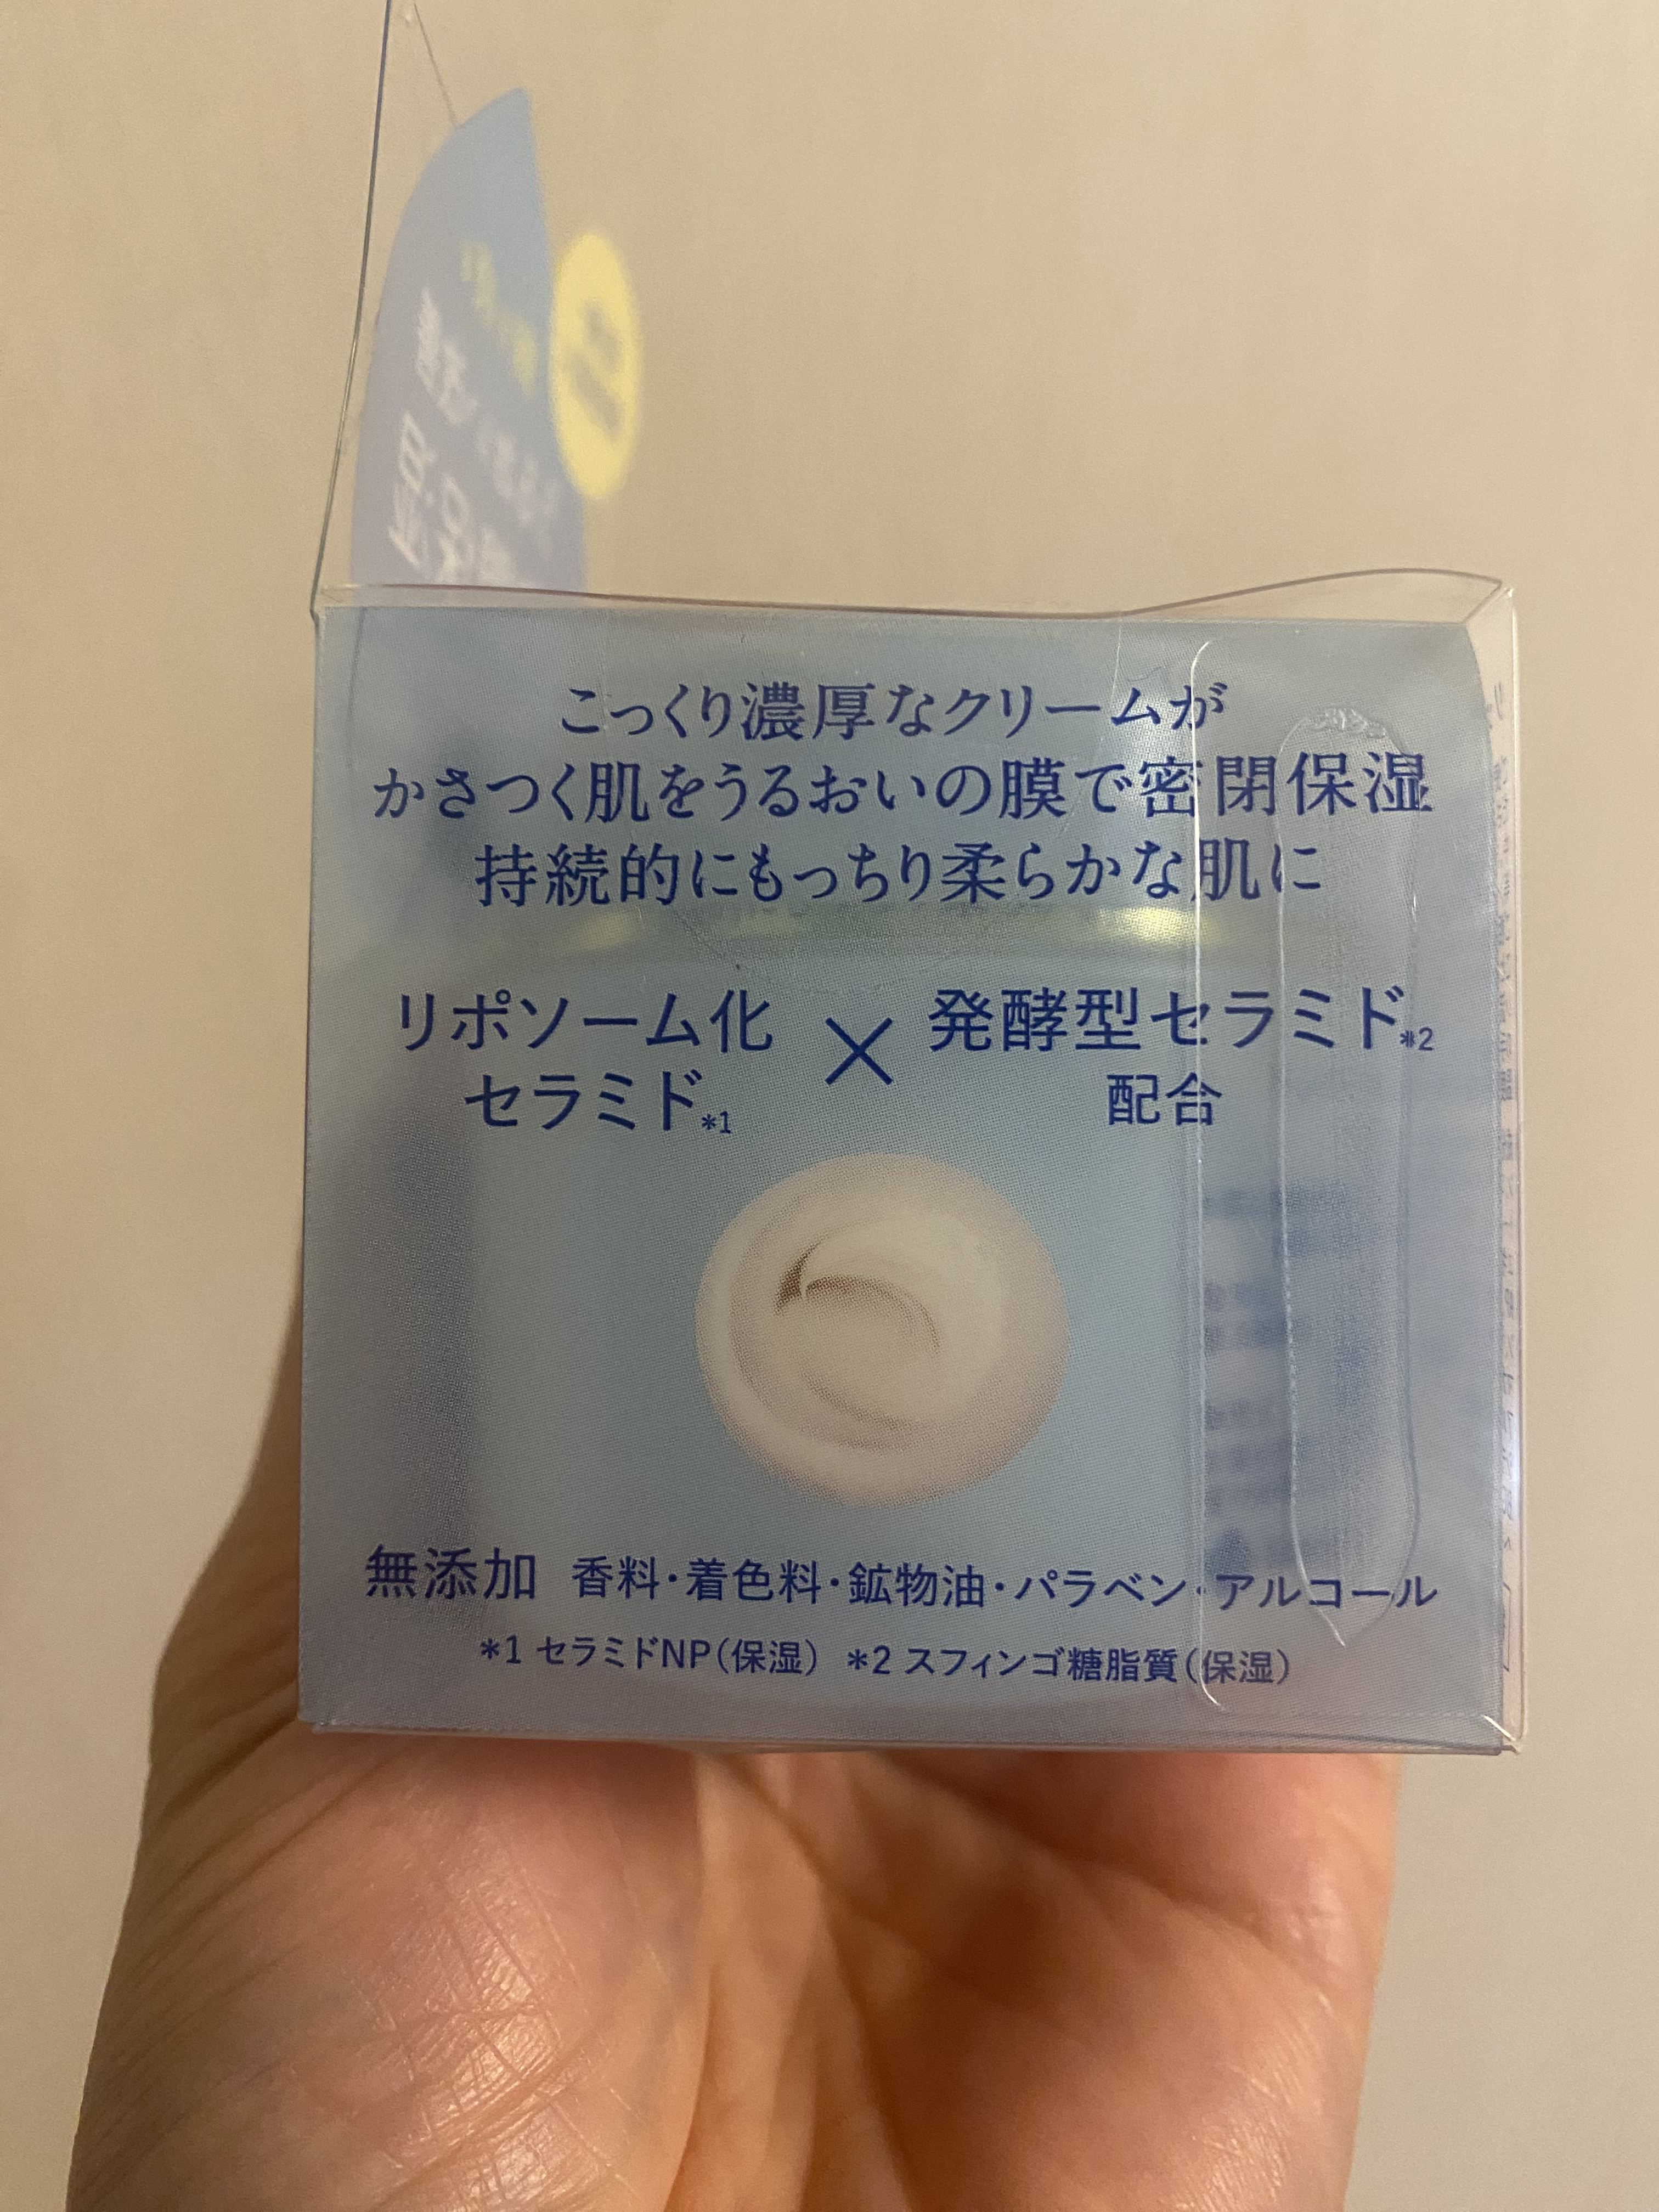 こっくり濃厚なクリームが
かさつく肌をうるおいの膜で密閉保湿
持続的にもっちり柔らかな肌に
リポソーム化
セラミド*1
×
発酵型セラミド*2
配合
無添加 香料・着色料・鉱物油・パラベン・アルコール
*1 セラミドNP(保湿) *2 スフィンゴ糖脂質(保湿)